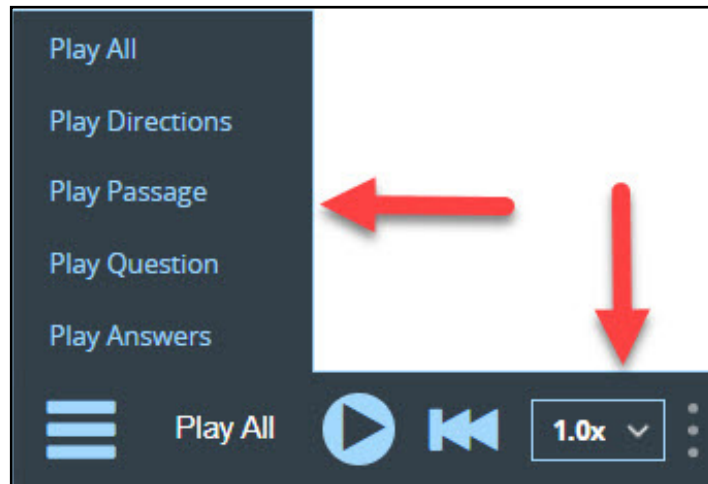 Play All
Play Directions
Play Passage
Play Question
Play Answers
Play All 1.0x